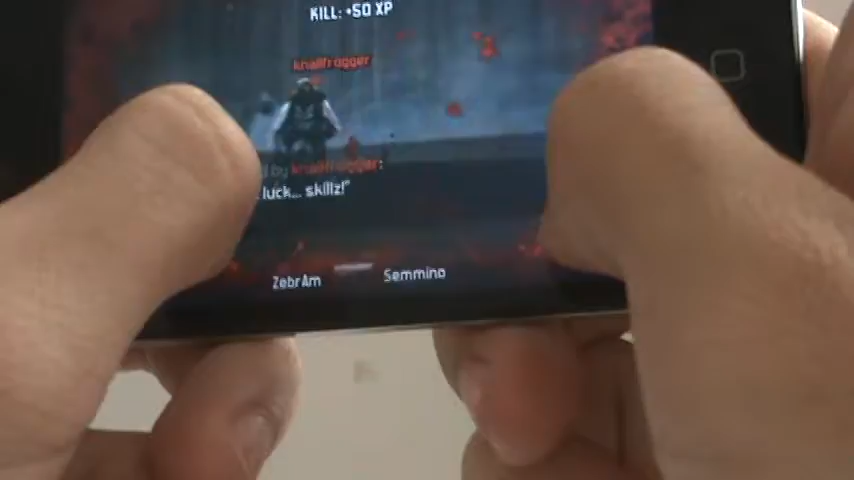 KILL: +50 XP
knallfrogger
by knallfrogger:
luck... skillz!"
ZebrAm Semmino